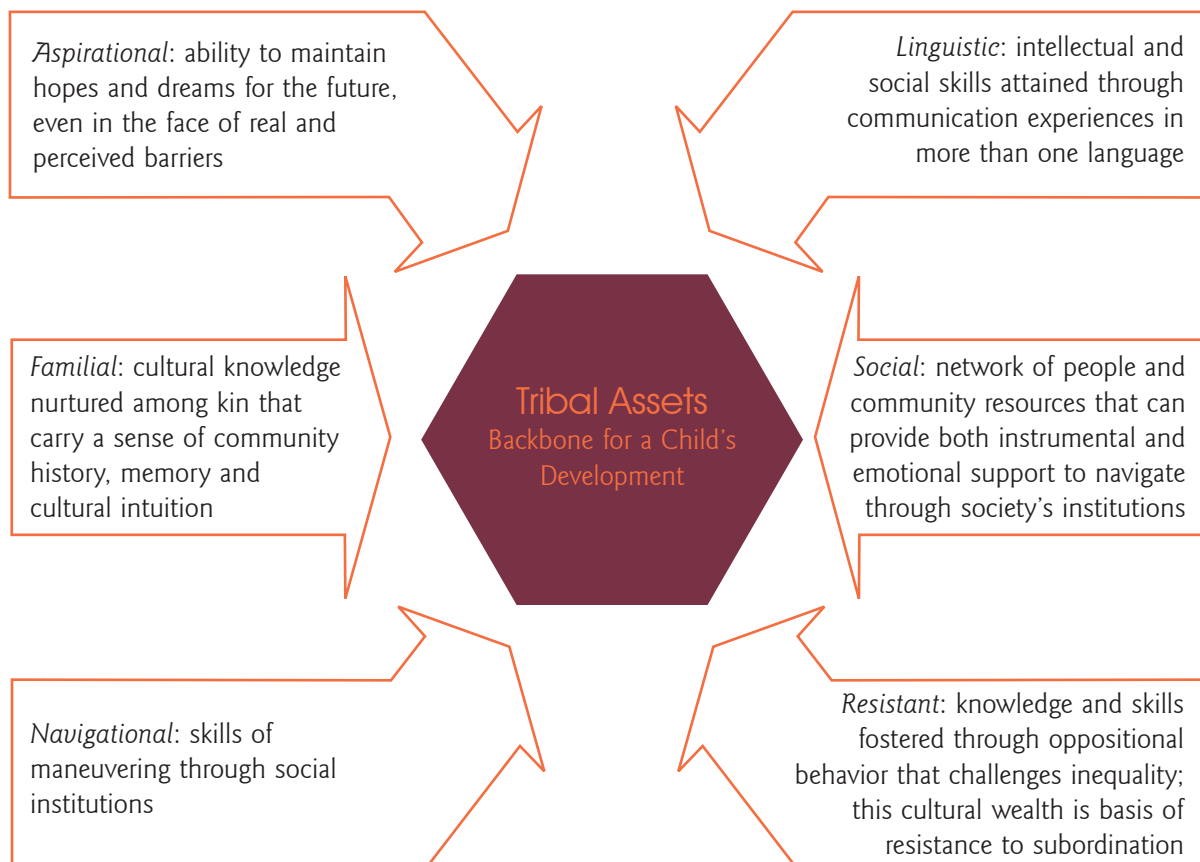 Aspirational: ability to maintain
hopes and dreams for the future,
even in the face of real and
perceived barriers
Linguistic: intellectual and
social skills attained through
communication experiences in
more than one language
Familial: cultural knowledge
nurtured among kin that
carry a sense of community
history, memory and
cultural intuition
Tribal Assets
Backbone for a Child's
Development
Social: network of people and
community resources that can
provide both instrumental and
emotional support to navigate
through society's institutions
Navigational: skills of
maneuvering through social
institutions
Resistant: knowledge and skills
fostered through oppositional
behavior that challenges inequality;
this cultural wealth is basis of
resistance to subordination